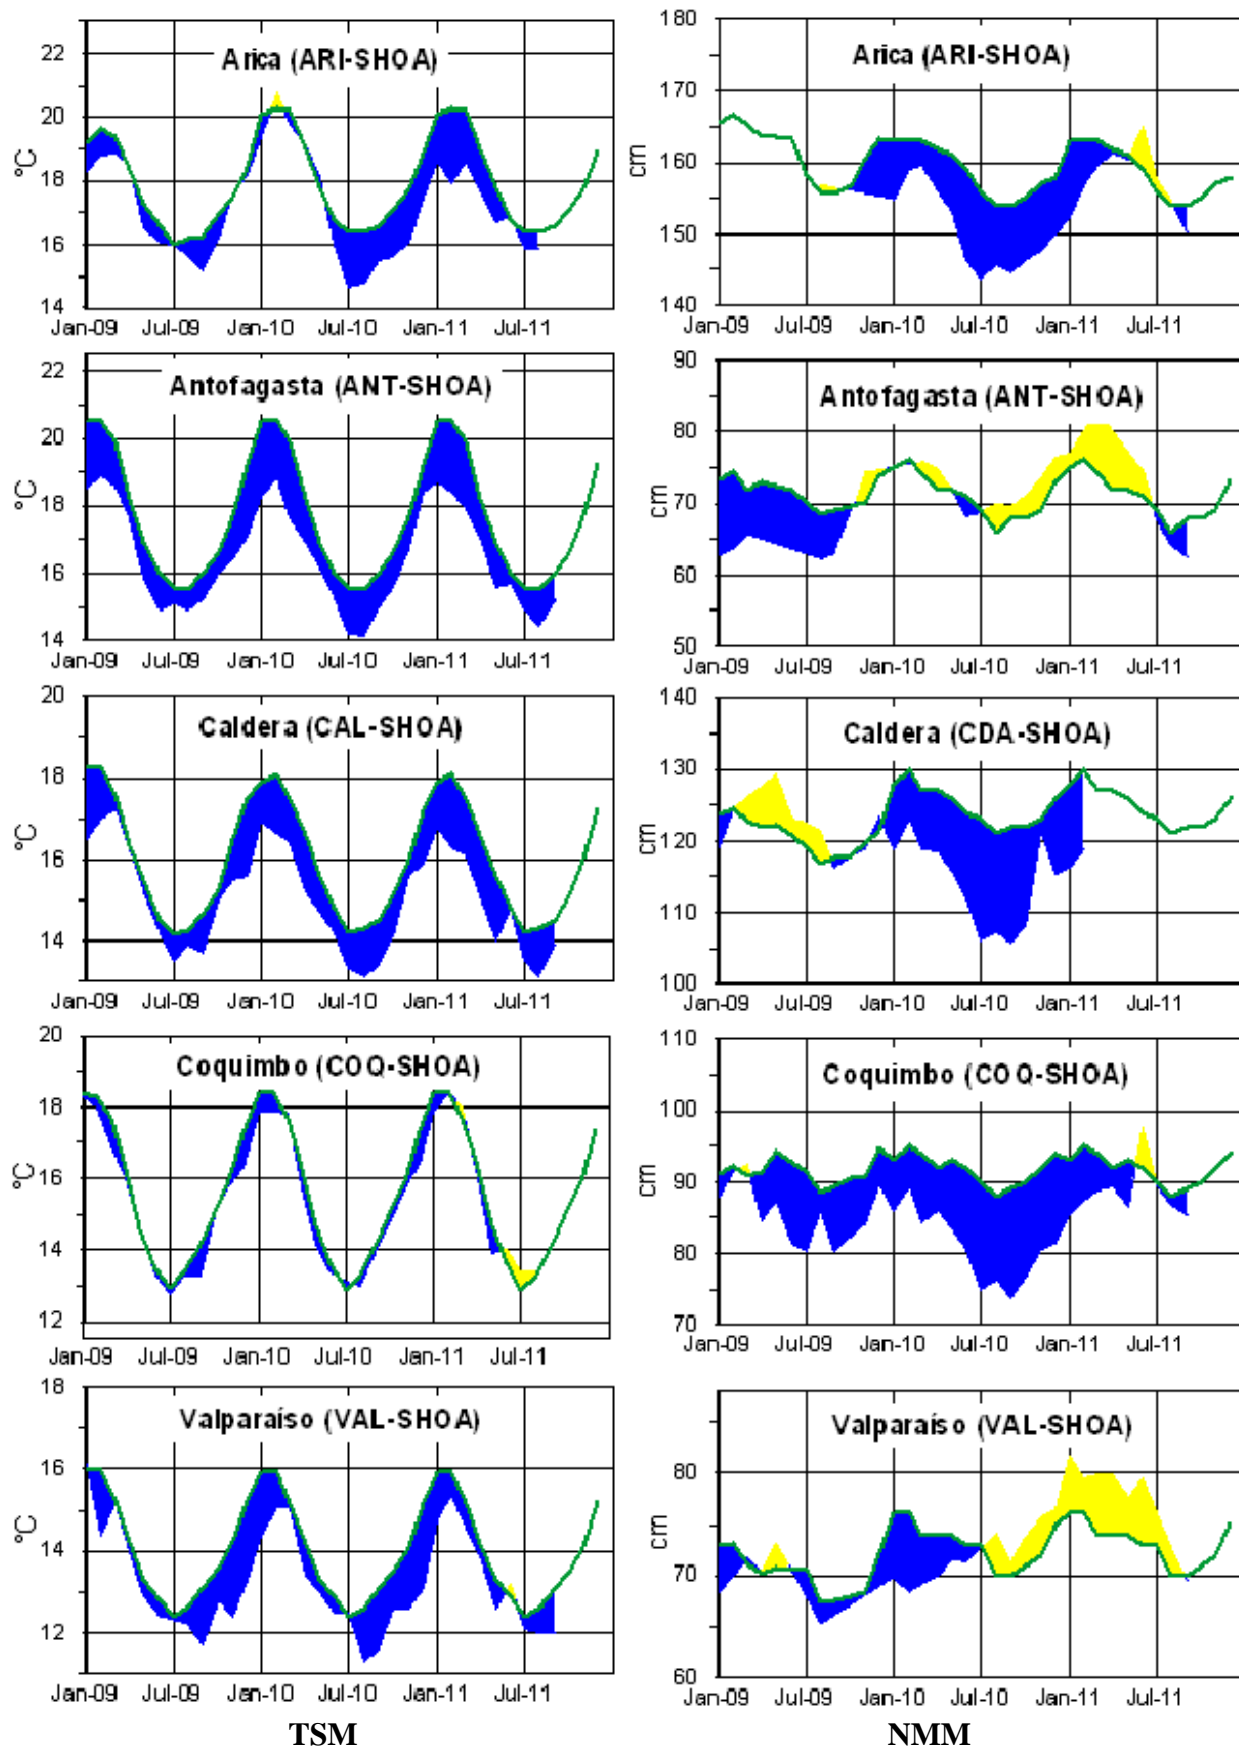 Arica (ARI-SHOA)
°C
22
20
18
16
14
Jan-09 Jul-09 Jan-10 Jul-10 Jan-11 Jul-11
Arica (ARI-SHOA)
cm
180
170
160
150
140
Jan-09 Jul-09 Jan-10 Jul-10 Jan-11 Jul-11
Antofagasta (ANT-SHOA)
°C
22
20
18
16
14
Jan-09 Jul-09 Jan-10 Jul-10 Jan-11 Jul-11
Antofagasta (ANT-SHOA)
cm
90
80
70
60
50
Jan-09 Jul-09 Jan-10 Jul-10 Jan-11 Jul-11
Caldera (CAL-SHOA)
°C
20
18
16
14
Jan-09 Jul-09 Jan-10 Jul-10 Jan-11 Jul-11
Caldera (CDA-SHOA)
cm
140
130
120
110
100
Jan-09 Jul-09 Jan-10 Jul-10 Jan-11 Jul-11
Coquimbo (COQ-SHOA)
°C
20
18
16
14
12
Jan-09 Jul-09 Jan-10 Jul-10 Jan-11 Jul-11
Coquimbo (COQ-SHOA)
cm
110
100
90
80
70
Jan-09 Jul-09 Jan-10 Jul-10 Jan-11 Jul-11
Valparaíso (VAL-SHOA)
°C
18
16
14
12
Jan-09 Jul-09 Jan-10 Jul-10 Jan-11 Jul-11
Valparaíso (VAL-SHOA)
cm
80
70
60
Jan-09 Jul-09 Jan-10 Jul-10 Jan-11 Jul-11
TSM
NMM